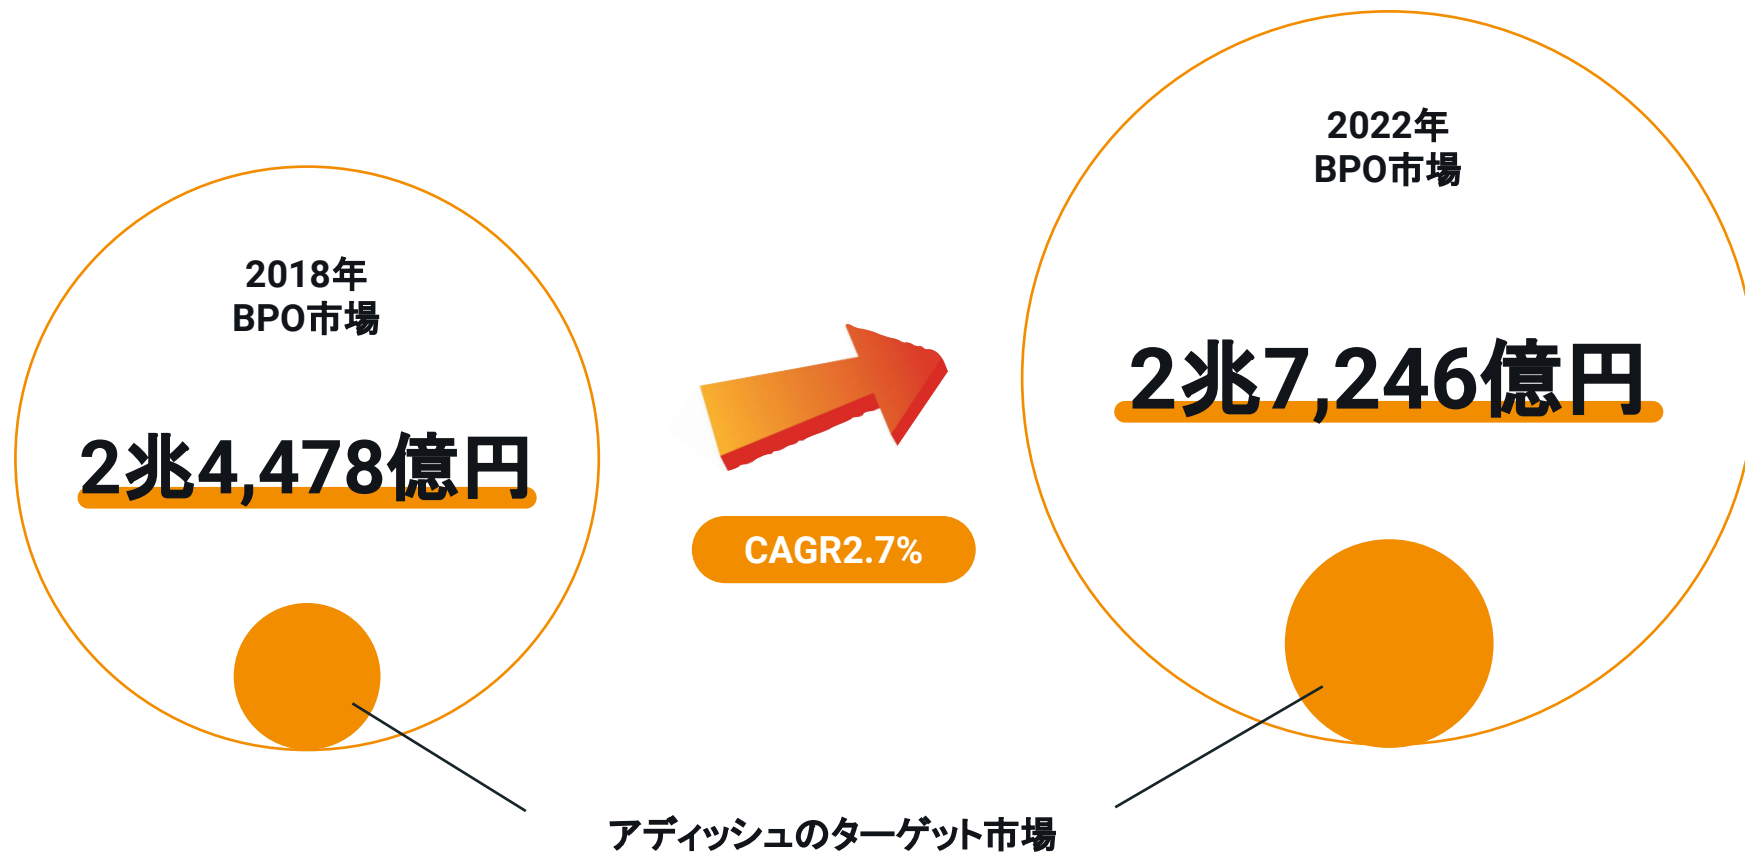 2018年
BPO市場
2兆4,478億円
CAGR2.7%
2022年
BPO市場
2兆7,246億円
アディッシュのターゲット市場